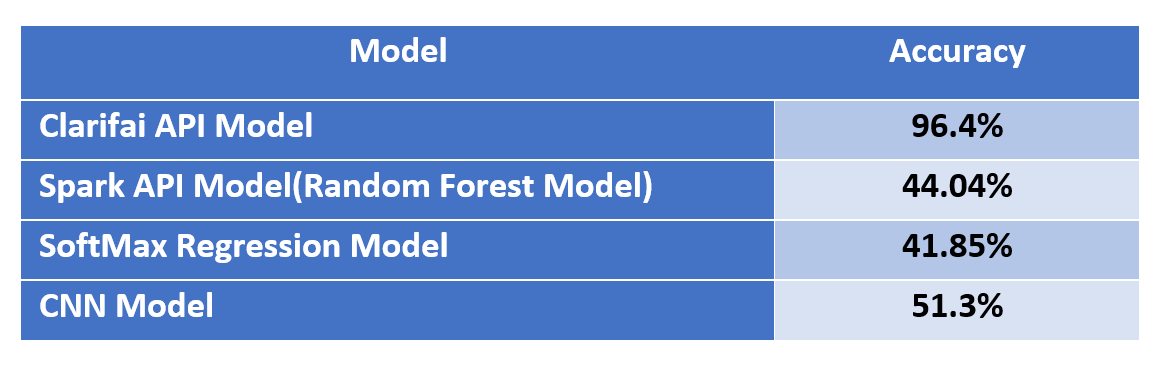 Model Accuracy
Clarifai API Model 96.4%
Spark API Model(Random Forest Model) 44.04%
SoftMax Regression Model 41.85%
CNN Model 51.3%